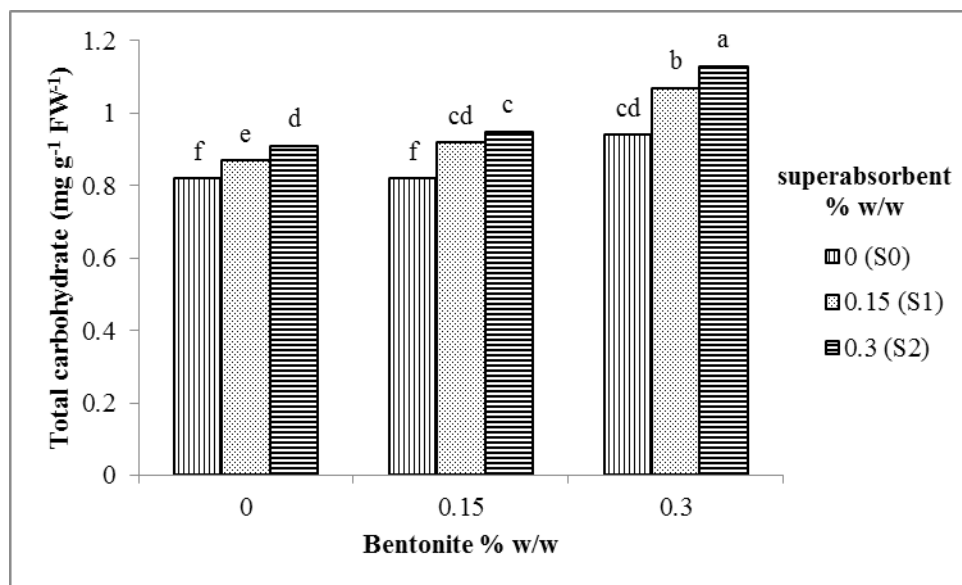 Total carbohydrate (mg g-1 FW-1)
1.2
1
0.8
0.6
0.4
0.2
0
f
e
d
f
cd
c
cd
b
a
0
0.15
0.3
Bentonite % w/w
superabsorbent
% w/w
0 (S0)
0.15 (S1)
0.3 (S2)